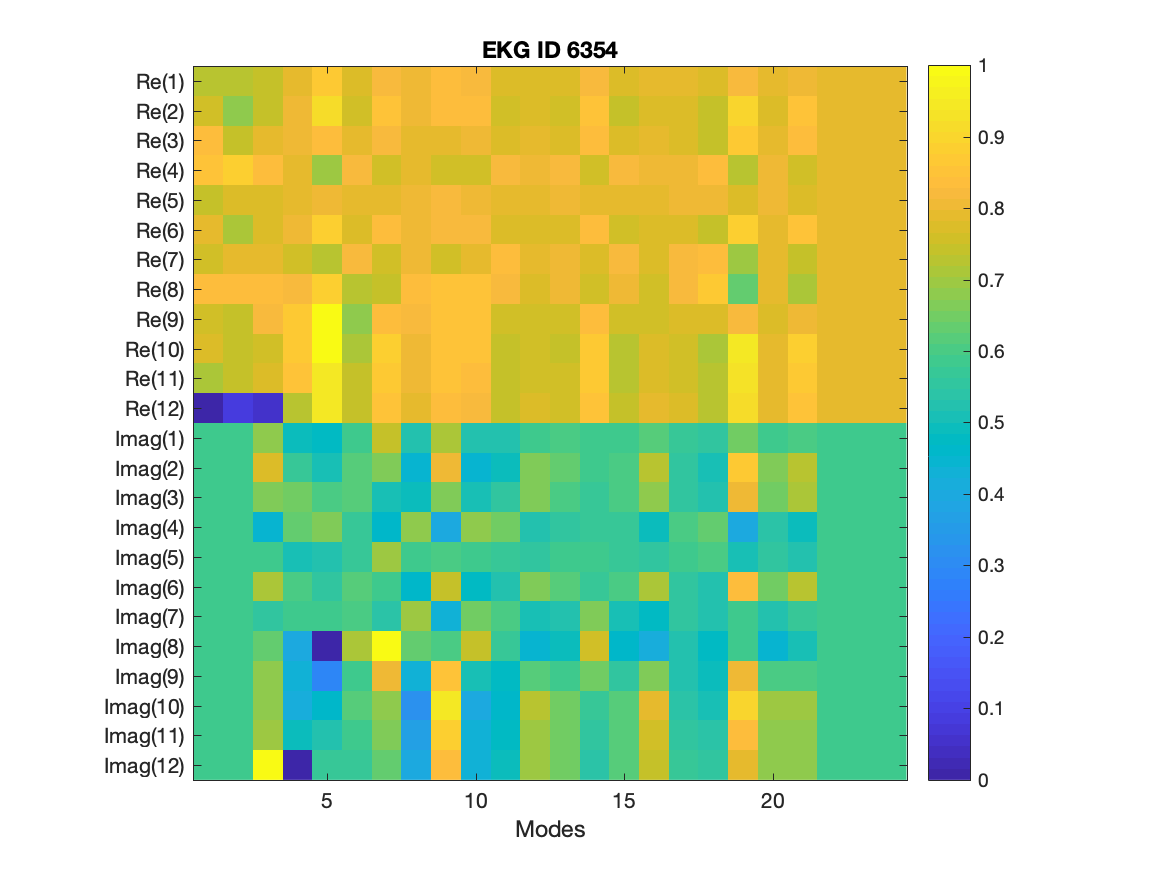 EKG ID 6354
Re(1)
Re(2)
Re(3)
Re(4)
Re(5)
Re(6)
Re(7)
Re(8)
Re(9)
Re(10)
Re(11)
Re(12)
Imag(1)
Imag(2)
Imag(3)
Imag(4)
Imag(5)
Imag(6)
Imag(7)
Imag(8)
Imag(9)
Imag(10)
Imag(11)
Imag(12)
5 10 15 20
Modes
1
0.9
0.8
0.7
0.6
0.5
0.4
0.3
0.2
0.1
0